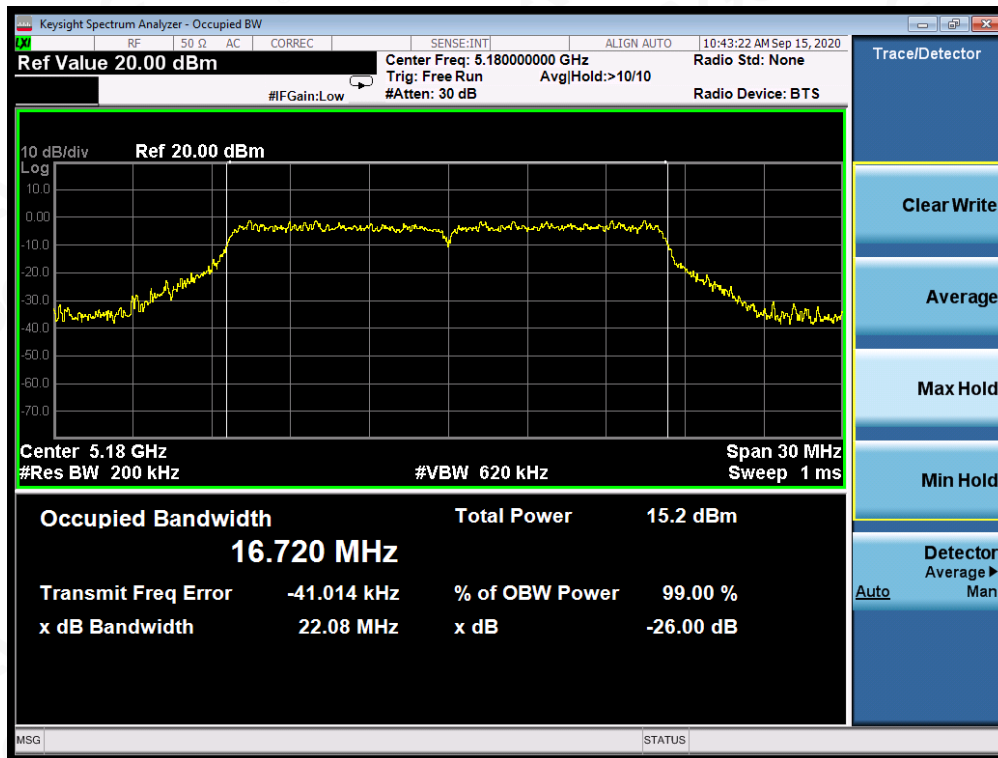 Keysight Spectrum Analyzer - Occupied BW
LXI RF 50 Ω AC CORREC SENSE:INT ALIGN AUTO 10:43:22 AM Sep 15, 2020
Ref Value 20.00 dBm
Center Freq: 5.180000000 GHz
Radio Std: None
Trig: Free Run Avg|Hold:>10/10
#IFGain:Low
#Atten: 30 dB
Radio Device: BTS
10 dB/div Ref 20.00 dBm
Log
10.0
0.00
-10.0
-20.0
-30.0
-40.0
-50.0
-60.0
-70.0
Center 5.18 GHz Span 30 MHz
#Res BW 200 kHz #VBW 620 kHz Sweep 1 ms
Occupied Bandwidth Total Power 15.2 dBm
16.720 MHz
Transmit Freq Error -41.014 kHz % of OBW Power 99.00 %
x dB Bandwidth 22.08 MHz x dB -26.00 dB
MSG STATUS
Trace/Detector
Clear Write
Average
Max Hold
Min Hold
Detector
Average
Auto Man